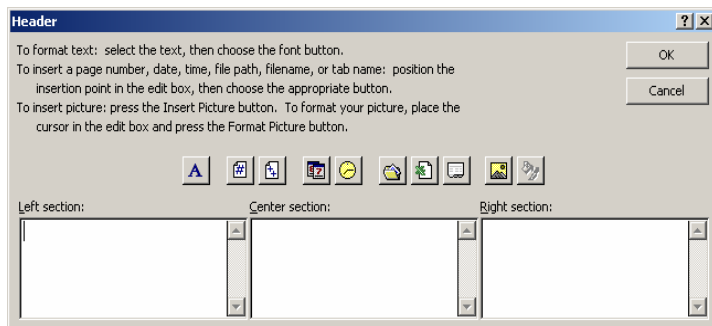 Header
To format text: select the text, then choose the font button.
To insert a page number, date, time, file path, filename, or tab name: position the
insertion point in the edit box, then choose the appropriate button.
To insert picture: press the Insert Picture button. To format your picture, place the
cursor in the edit box and press the Format Picture button.
OK
Cancel
A
Left section:
Center section:
Right section: